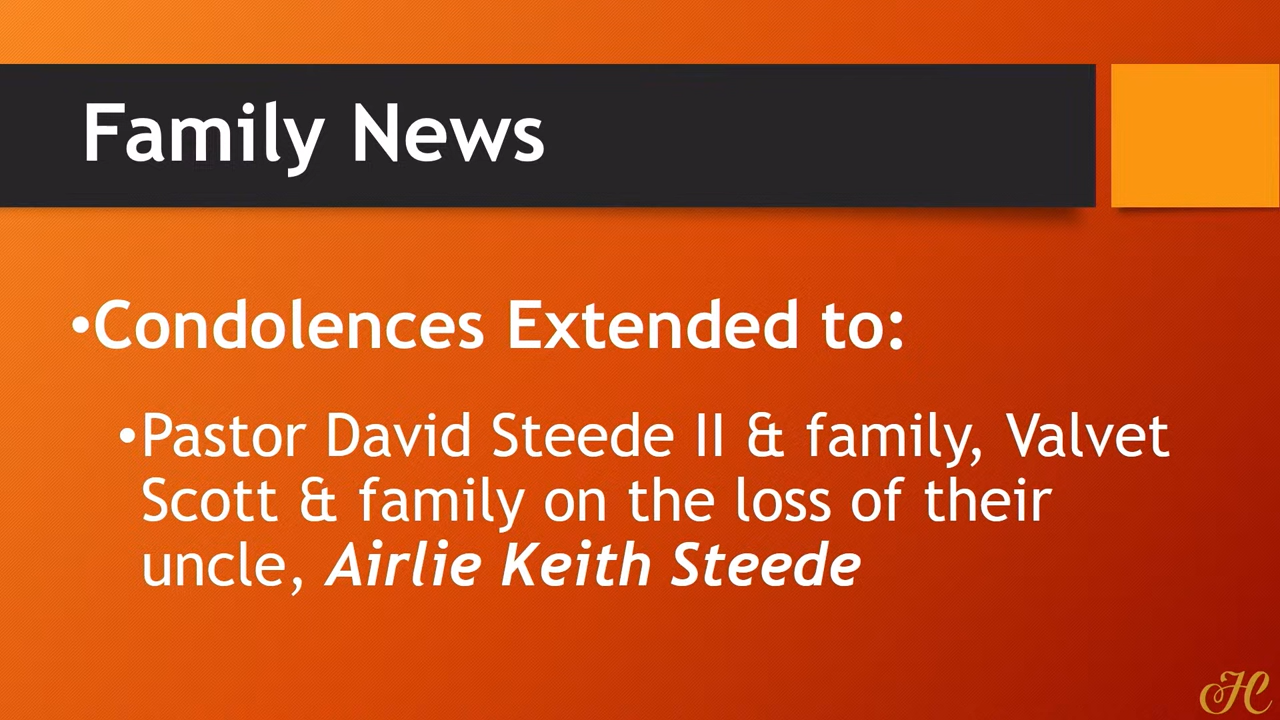 Family News
•Condolences Extended to:
•Pastor David Steede II & family, Valvet
Scott & family on the loss of their
uncle, Airlie Keith Steede
HC